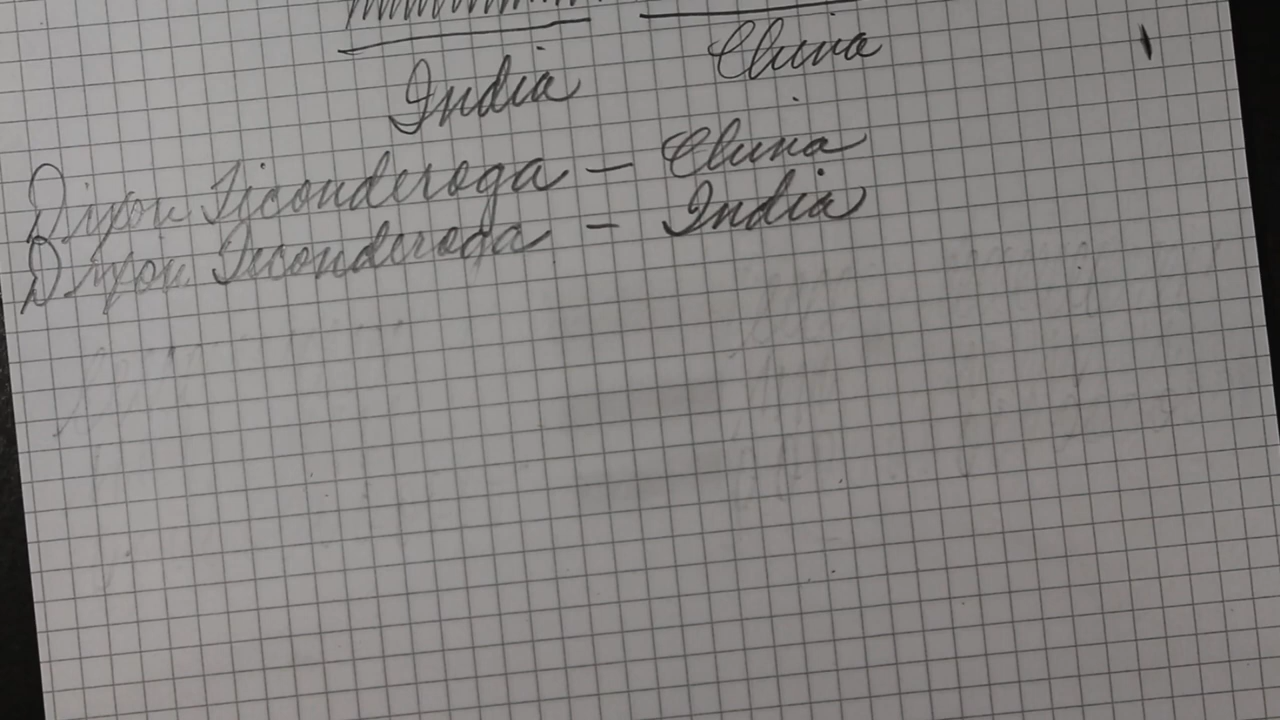 India China
Dixon Ticonderoga – China
Dixon Ticonderoga – India